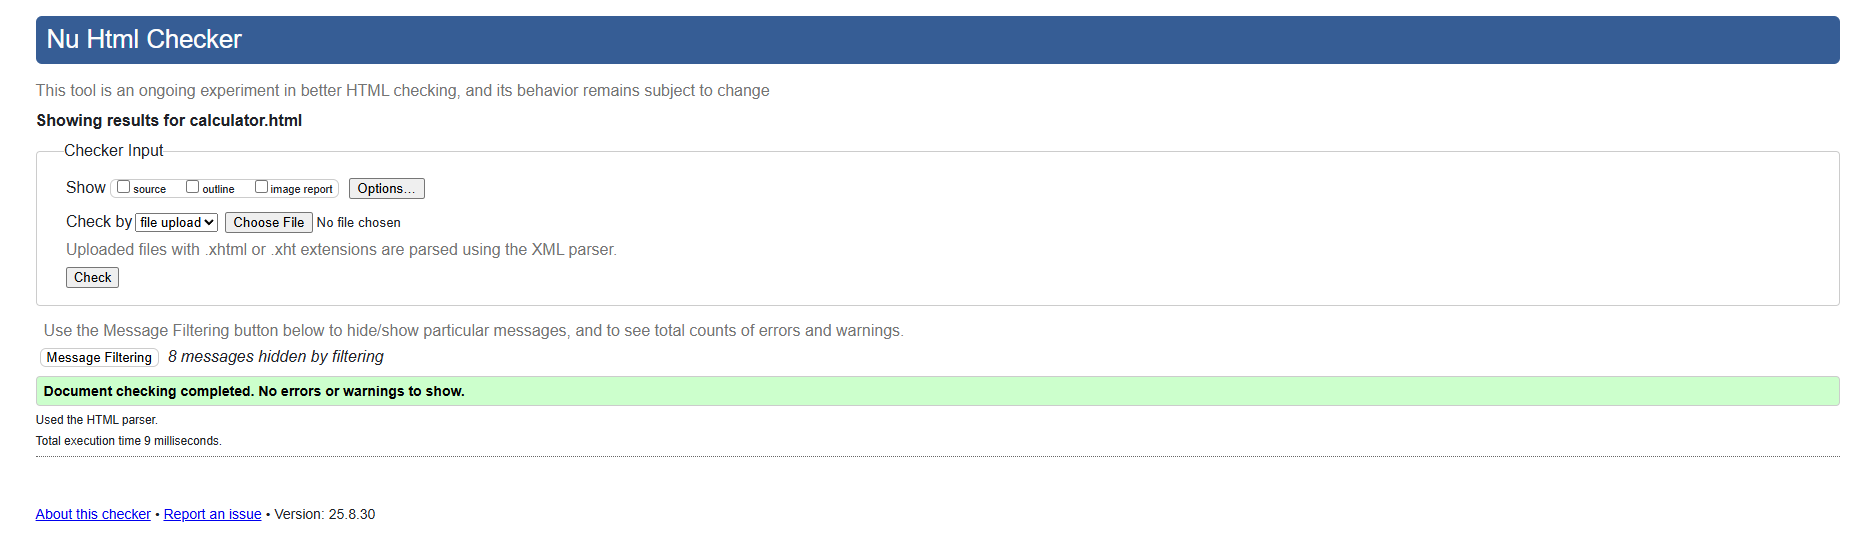 Nu Html Checker
This tool is an ongoing experiment in better HTML checking, and its behavior remains subject to change
Showing results for calculator.html
Checker Input
Show source outline image report Options...
Check by file upload Choose File No file chosen
Uploaded files with .xhtml or .xht extensions are parsed using the XML parser.
Check
Use the Message Filtering button below to hide/show particular messages, and to see total counts of errors and warnings.
Message Filtering 8 messages hidden by filtering
Document checking completed. No errors or warnings to show.
Used the HTML parser.
Total execution time 9 milliseconds.
About this checker • Report an issue • Version: 25.8.30